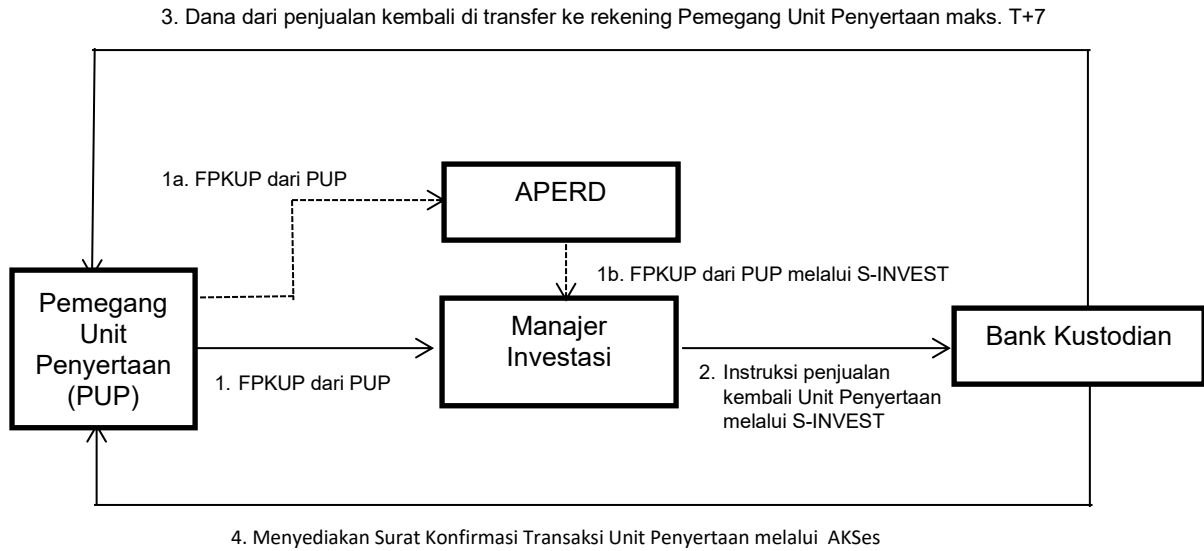 3. Dana dari penjualan kembali di transfer ke rekening Pemegang Unit Penyertaan maks. T+7
1a. FPKUP dari PUP
APERD
1b. FPKUP dari PUP melalui S-INVEST
Pemegang
Unit
Penyertaan
(PUP)
1. FPKUP dari PUP
Manajer
Investasi
2. Instruksi penjualan
kembali Unit Penyertaan
melalui S-INVEST
Bank Kustodian
4. Menyediakan Surat Konfirmasi Transaksi Unit Penyertaan melalui AKSes